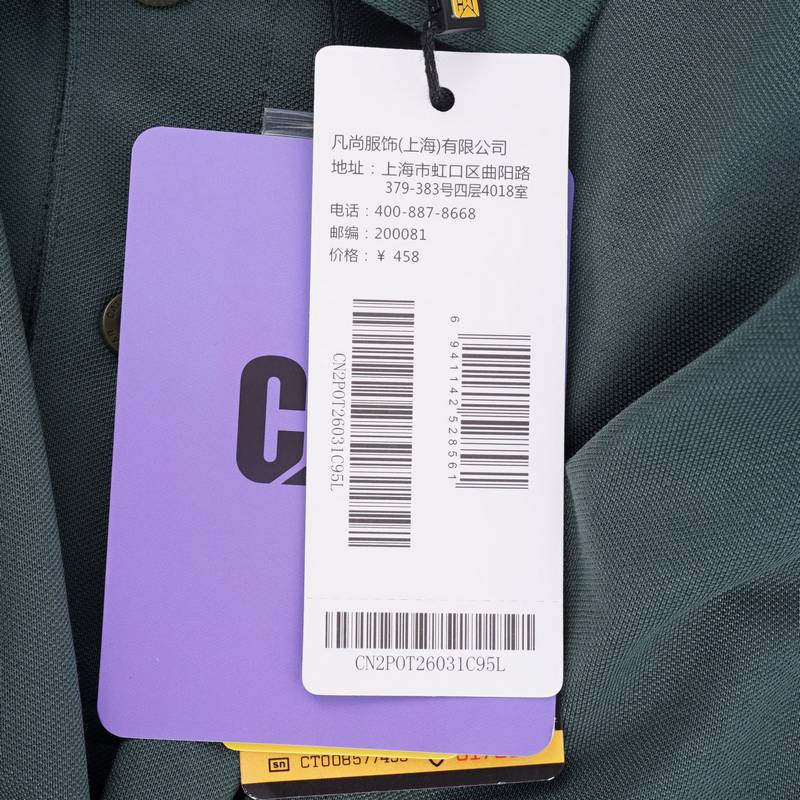 凡尚服饰(上海)有限公司
地址：上海市虹口区曲阳路
379-383号四层4018室
电话：400-887-8668
邮编：200081
价格：¥ 458
CN2POT26031C95L
6 941142 528561
CN2POT26031C95L
C
sn